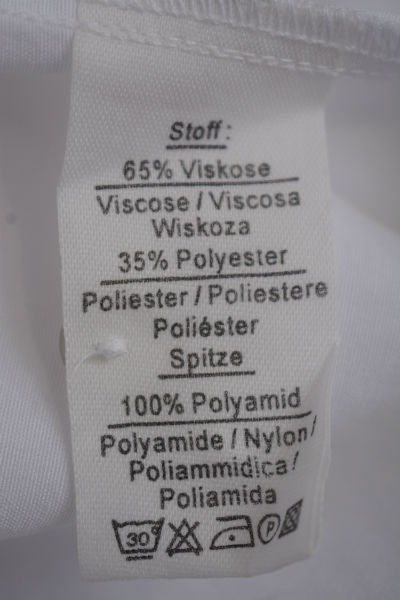 Stoff:
65% Viskose
Viscose / Viscosa
Wiskoza
35% Polyester
Poliester / Poliestere
Poliéster
Spitze
100% Polyamid
Polyamide / Nylon /
Poliammidica /
Poliamida
30 P